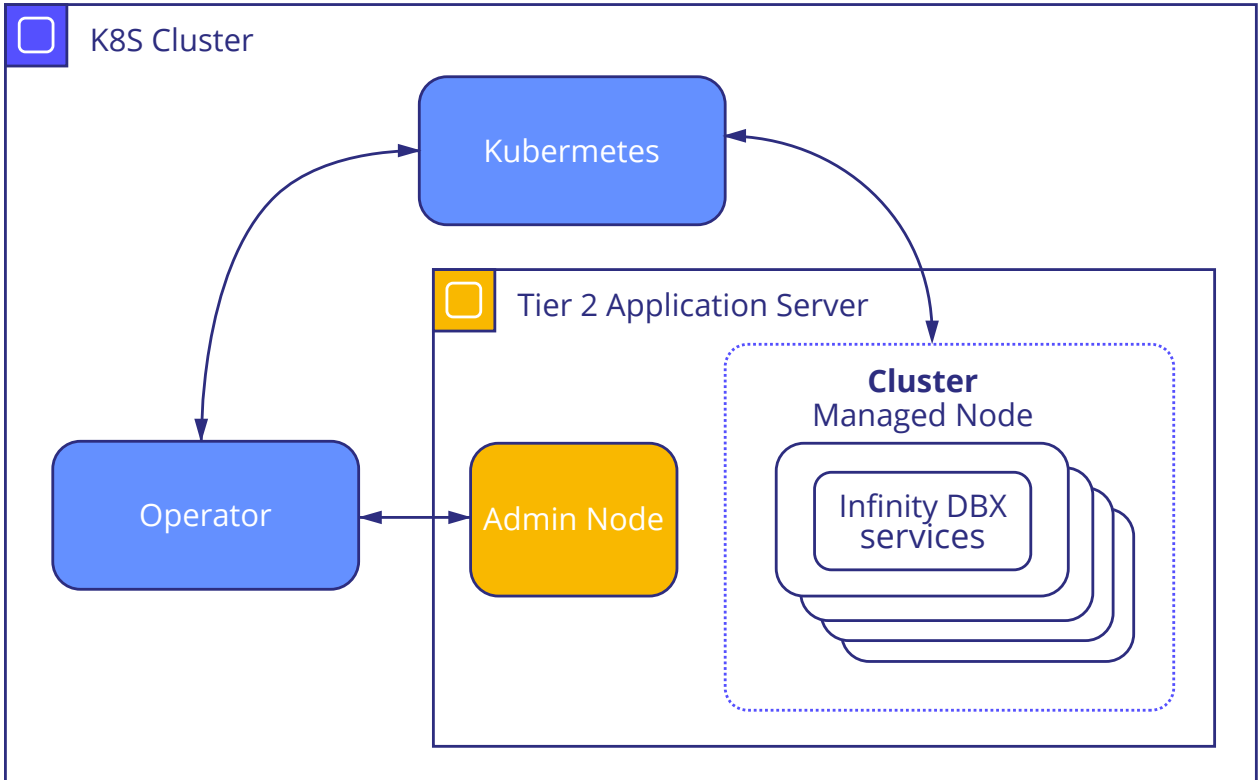 K8S Cluster
Kubermetes
Tier 2 Application Server
Cluster
Managed Node
Infinity DBX
services
Operator
Admin Node